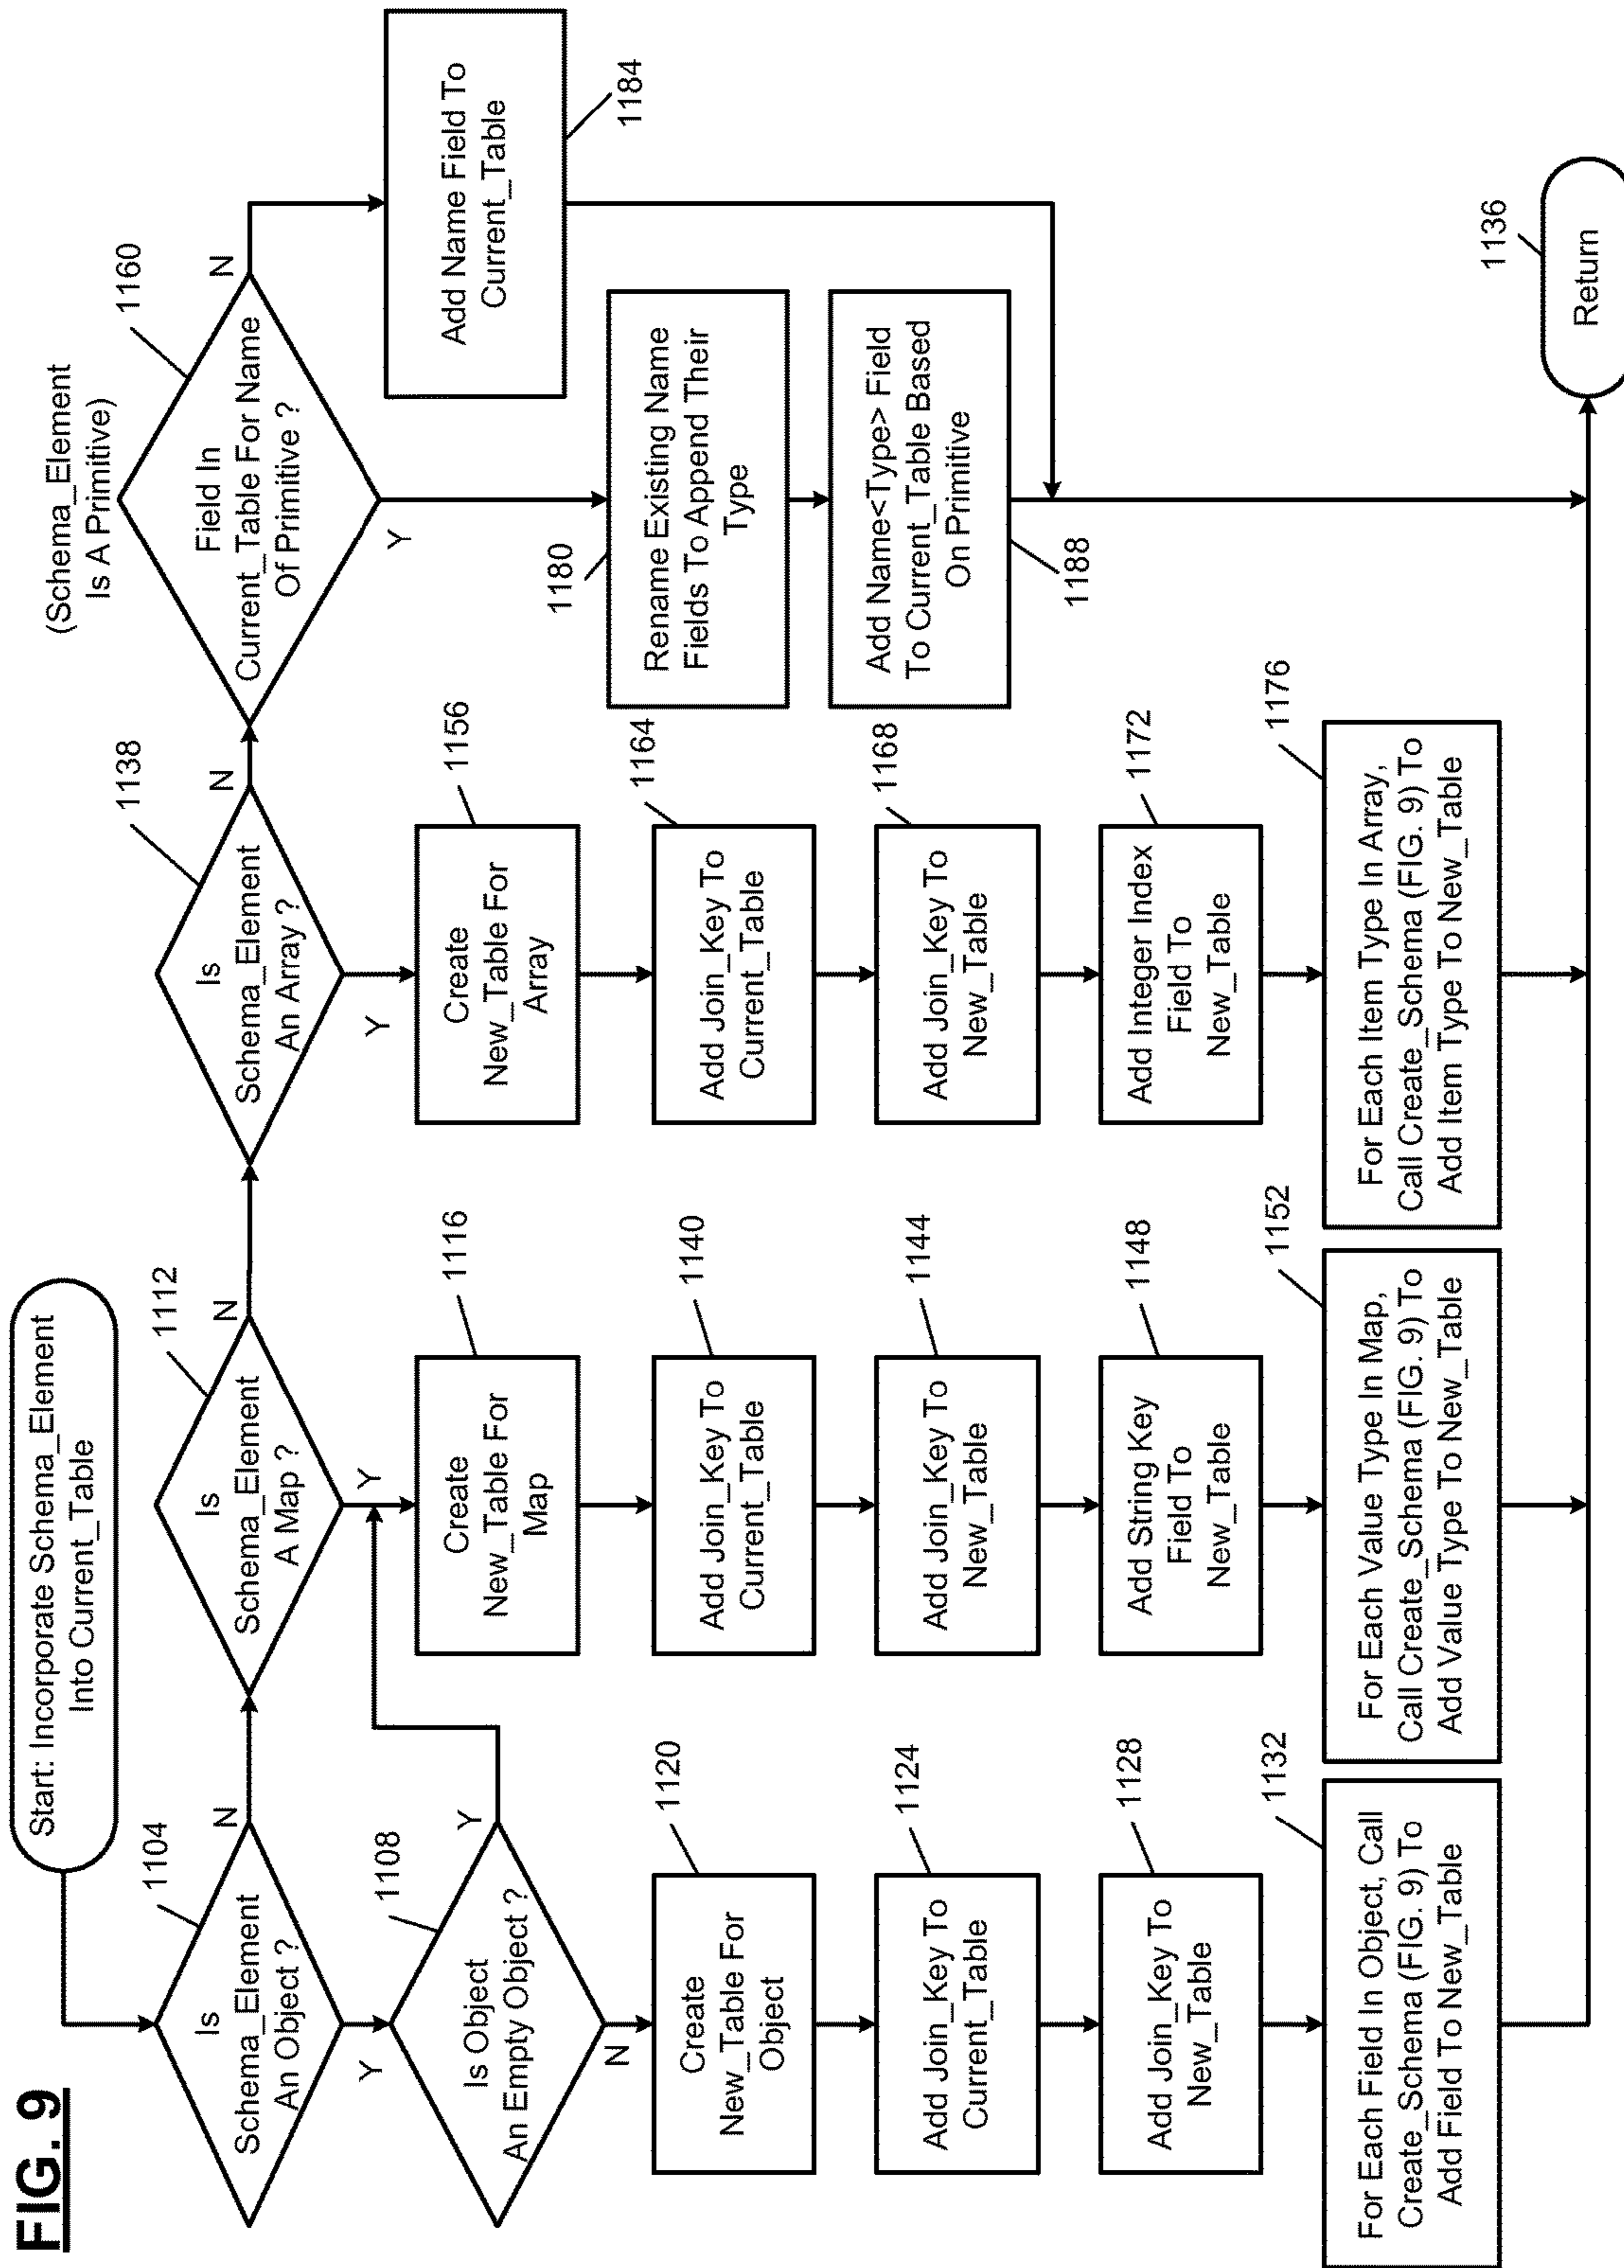 FIG. 9
Start: Incorporate Schema_Element
Into Current_Table
1104
Is
Schema_Element
An Object ?
N
Y
1108
Is Object
An Empty Object ?
Y
N
1120
Create
New_Table For
Object
1124
Add Join_Key To
Current_Table
1128
Add Join_Key To
New_Table
1132
For Each Field In Object, Call
Create_Schema (FIG. 9) To
Add Field To New_Table
1112
Is
Schema_Element
A Map ?
N
Y
1116
Create
New_Table For
Map
1140
Add Join_Key To
Current_Table
1144
Add Join_Key To
New_Table
1148
Add String Key
Field To
New_Table
1152
For Each Value Type In Map,
Call Create_Schema (FIG. 9) To
Add Value Type To New_Table
1138
Is
Schema_Element
An Array ?
N
Y
1156
Create
New_Table For
Array
1164
Add Join_Key To
Current_Table
1168
Add Join_Key To
New_Table
1172
Add Integer Index
Field To
New_Table
1176
For Each Item Type In Array,
Call Create_Schema (FIG. 9) To
Add Item Type To New_Table
(Schema_Element
Is A Primitive)
1160
Field In
Current_Table For Name
Of Primitive ?
N
Y
1180
Rename Existing Name
Fields To Append Their
Type
Add Name<Type> Field
To Current_Table Based
On Primitive
1188
Add Name Field To
Current_Table
1184
1136
Return